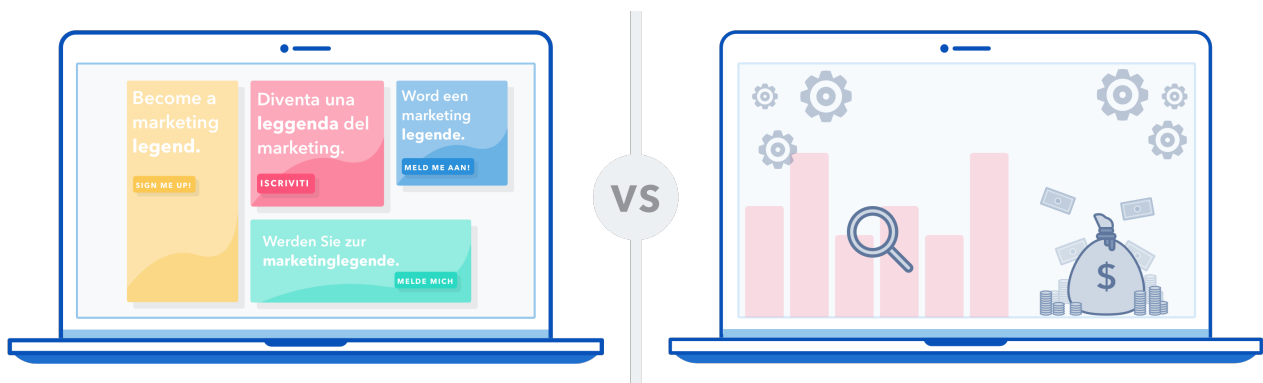 Become a
marketing
legend.
SIGN ME UP!
Diventa una
leggenda del
marketing.
ISCRIVITI
Word een
marketing
legende.
MELD ME AAN!
Werden Sie zur
marketinglegende.
MELDE MICH
VS
$